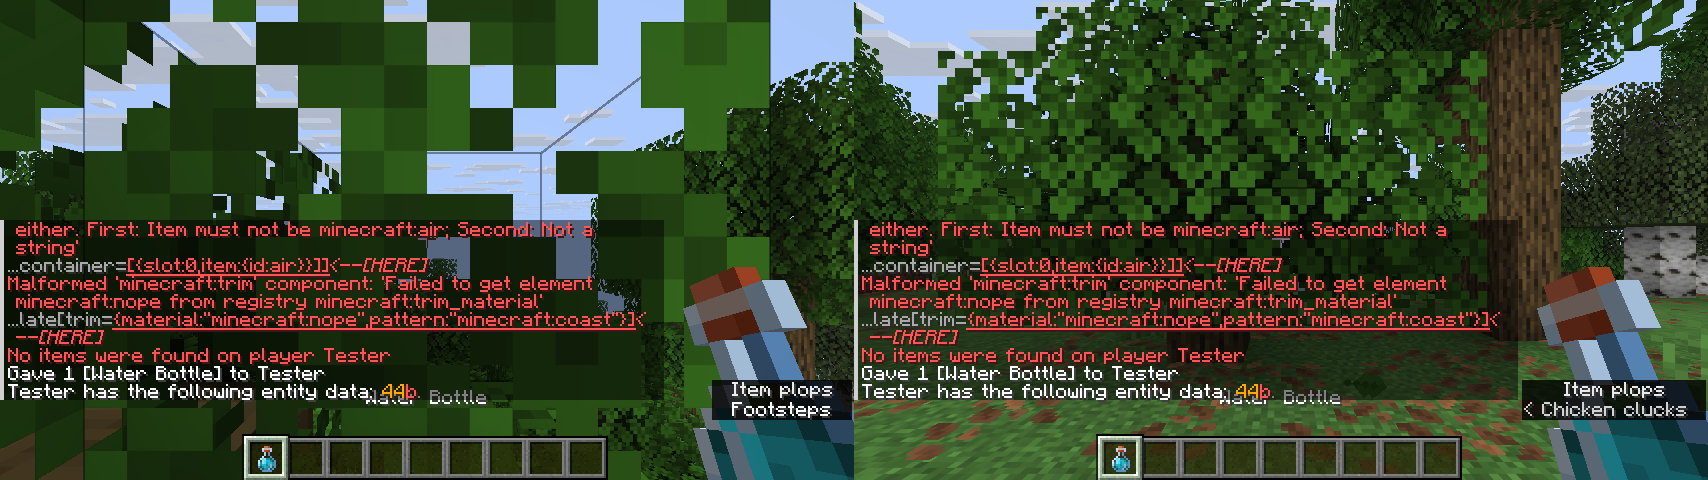 either. First: Item must not be minecraft:air; Second: Not a
string'
...container=[{slot:0,item:{id:air}}]]<--[HERE]
Malformed 'minecraft:trim' component: 'Failed to get element
minecraft:nope from registry minecraft:trim_material'
...late[trim={material:"minecraft:nope",pattern:"minecraft:coast"}]<
--[HERE]
No items were found on player Tester
Gave 1 [Water Bottle] to Tester
Tester has the following entity data: 44b
Bottle
Item plops
Footsteps
either. First: Item must not be minecraft:air; Second: Not a
string'
...container=[{slot:0,item:{id:air}}]]<--[HERE]
Malformed 'minecraft:trim' component: 'Failed to get element
minecraft:nope from registry minecraft:trim_material'
...late[trim={material:"minecraft:nope",pattern:"minecraft:coast"}]<
--[HERE]
No items were found on player Tester
Gave 1 [Water Bottle] to Tester
Tester has the following entity data: 44b
Bottle
Item plops
< Chicken clucks